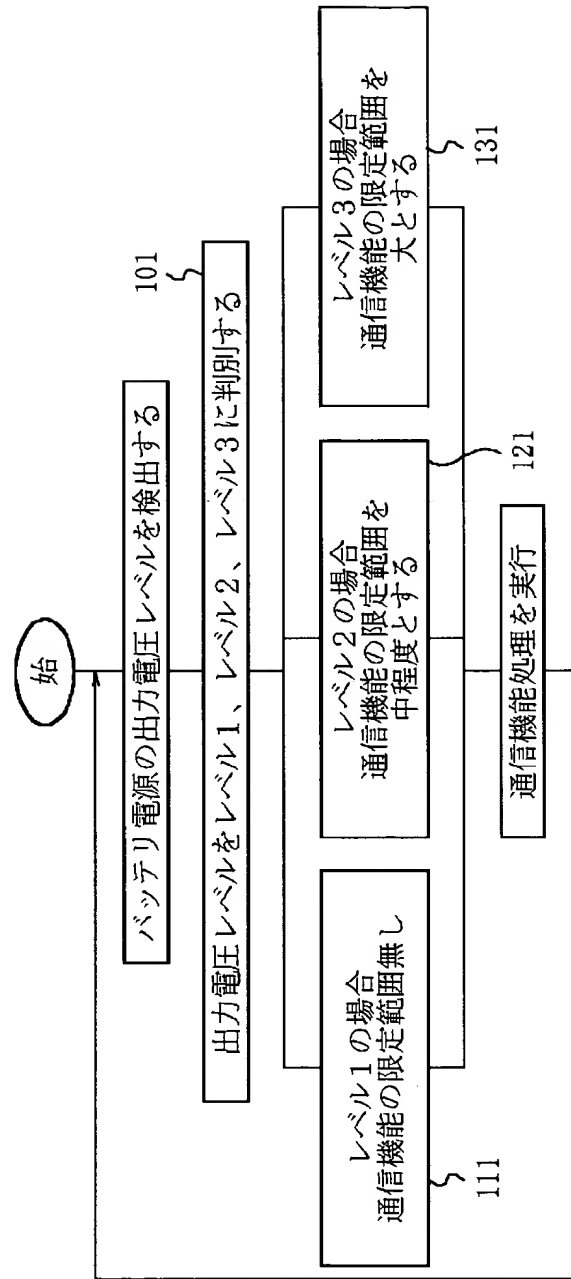 始
バッテリ電源の出力電圧レベルを検出する
101
出力電圧レベルをレベル1、レベル2、レベル3に判別する
レベル1の場合
通信機能の限定範囲無し
111
レベル2の場合
通信機能の限定範囲を
中程度とする
121
レベル3の場合
通信機能の限定範囲を
大とする
131
通信機能処理を実行